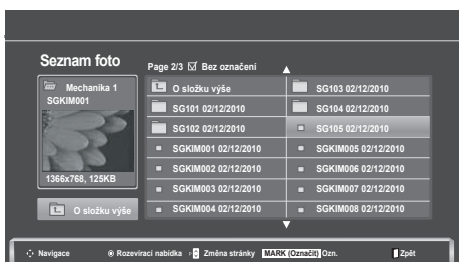 Seznam foto
Page 2/3 Bez označení
Mechanika 1
SGKIM001
1366x768, 125KB
O složku výše
O složku výše
SG101 02/12/2010
SG102 02/12/2010
SGKIM001 02/12/2010
SGKIM002 02/12/2010
SGKIM003 02/12/2010
SGKIM004 02/12/2010
SG103 02/12/2010
SG104 02/12/2010
SG105 02/12/2010
SGKIM005 02/12/2010
SGKIM006 02/12/2010
SGKIM007 02/12/2010
SGKIM008 02/12/2010
Navigace Rozevírací nabídka P Změna stránky MARK (Označit) Ozn. Zpět